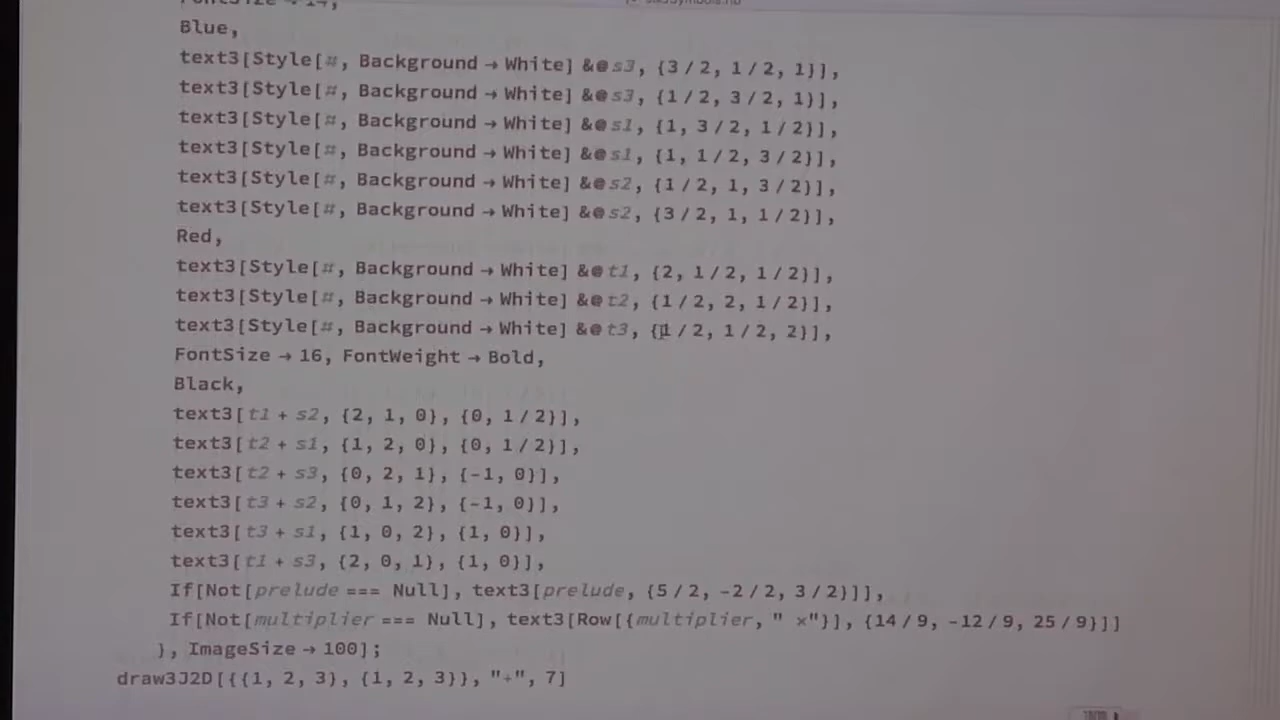 Blue,
text3[Style[#, Background → White] &@s3, {3 / 2, 1 / 2, 1}],
text3[Style[#, Background → White] &@s3, {1 / 2, 3 / 2, 1}],
text3[Style[#, Background → White] &@s1, {1, 3 / 2, 1 / 2}],
text3[Style[#, Background → White] &@s1, {1, 1 / 2, 3 / 2}],
text3[Style[#, Background → White] &@s2, {1 / 2, 1, 3 / 2}],
text3[Style[#, Background → White] &@s2, {3 / 2, 1, 1 / 2}],
Red,
text3[Style[#, Background → White] &@t1, {2, 1 / 2, 1 / 2}],
text3[Style[#, Background → White] &@t2, {1 / 2, 2, 1 / 2}],
text3[Style[#, Background → White] &@t3, {1 / 2, 1 / 2, 2}],
FontSize → 16, FontWeight → Bold,
Black,
text3[t1 + s2, {2, 1, 0}, {0, 1 / 2}],
text3[t2 + s1, {1, 2, 0}, {0, 1 / 2}],
text3[t2 + s3, {0, 2, 1}, {-1, 0}],
text3[t3 + s2, {0, 1, 2}, {-1, 0}],
text3[t3 + s1, {1, 0, 2}, {1, 0}],
text3[t1 + s3, {2, 0, 1}, {1, 0}],
If[Not[prelude === Null], text3[prelude, {5 / 2, -2 / 2, 3 / 2}]],
If[Not[multiplier === Null], text3[Row[{multiplier, " ×"}], {14 / 9, -12 / 9, 25 / 9}]]
}, ImageSize → 100];
draw3J2D[{{1, 2, 3}, {1, 2, 3}}, "+", 7]